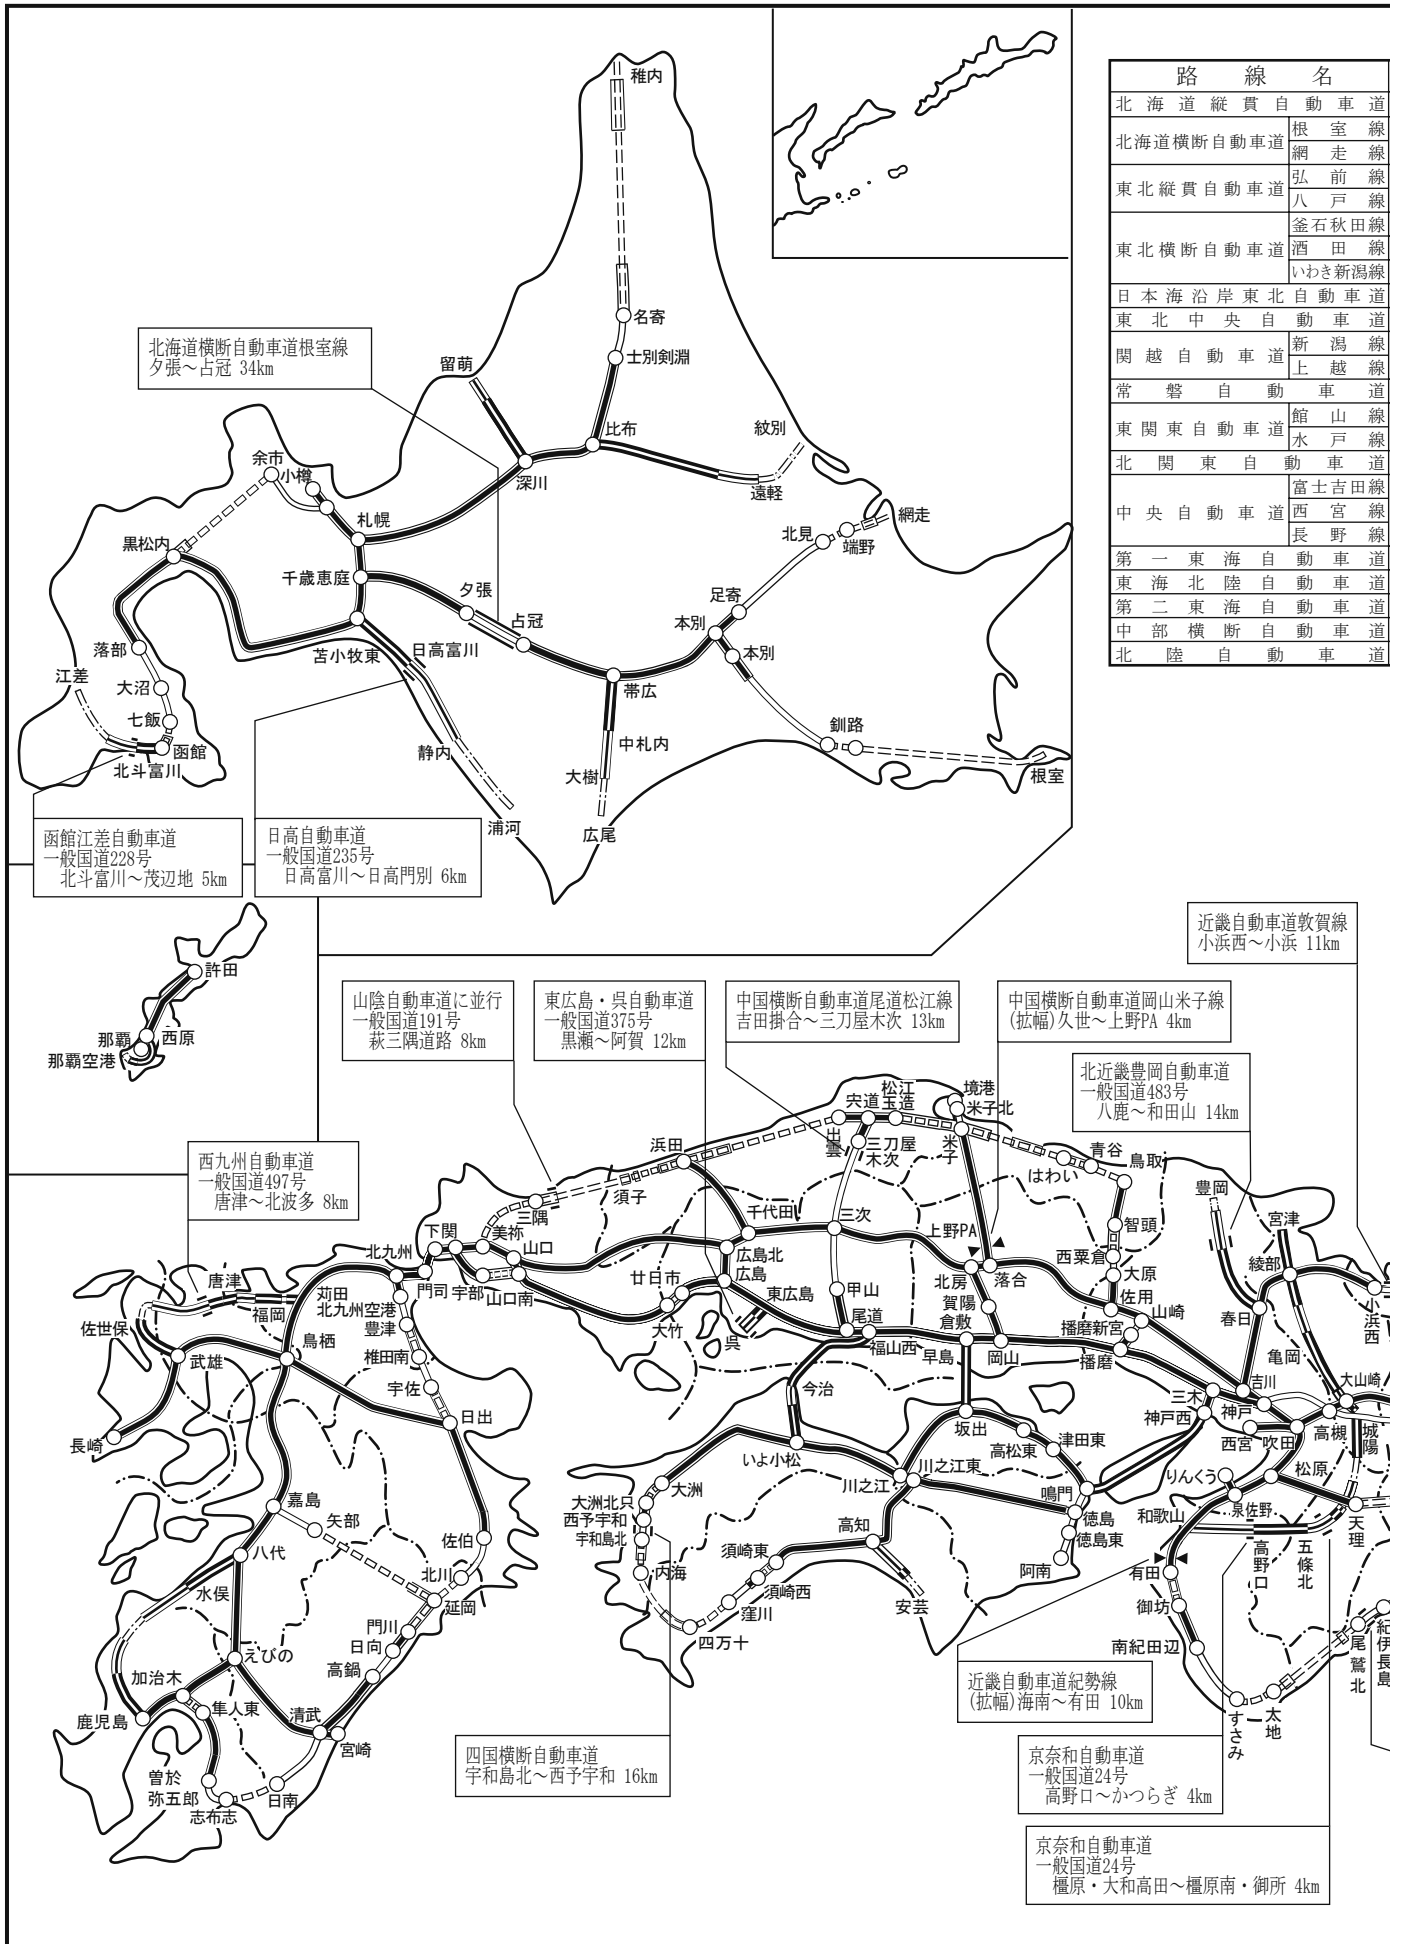 稚内
名寄
士別剣淵
留萌
比布
紋別
深川
遠軽
余市
小樽
札幌
黒松内
千歳恵庭
北見
端野
網走
夕張
占冠
足寄
本別
本別
落部
苫小牧東
日高富川
江差
大沼
七飯
函館
北斗富川
帯広
中札内
大樹
広尾
静内
浦河
釧路
根室
北海道横断自動車道根室線
夕張～占冠 34km
函館江差自動車道
一般国道228号
北斗富川～茂辺地 5km
日高自動車道
一般国道235号
日高富川～日高門別 6km
路線名
北海道縦貫自動車道
北海道横断自動車道
根室線
網走線
東北縦貫自動車道
弘前線
八戸線
東北横断自動車道
釜石秋田線
酒田線
いわき新潟線
日本海沿岸東北自動車道
東北中央自動車道
関越自動車道
新潟線
上越線
常磐自動車道
東関東自動車道
館山線
水戸線
北関東自動車道
中央自動車道
富士吉田線
西宮線
長野線
第一東海自動車道
東海北陸自動車道
第二東海自動車道
中部横断自動車道
北陸自動車道
許田
那覇
西原
那覇空港
近畿自動車道敦賀線
小浜西～小浜 11km
山陰自動車道に並行
一般国道191号
萩三隅道路 8km
東広島・呉自動車道
一般国道375号
黒瀬～阿賀 12km
中国横断自動車道尾道松江線
吉田掛合～三刀屋木次 13km
中国横断自動車道岡山米子線
(拡幅)久世～上野PA 4km
北近畿豊岡自動車道
一般国道483号
八鹿～和田山 14km
西九州自動車道
一般国道497号
唐津～北波多 8km
松江
玉造
宍道
出雲
三刀屋
木次
境港
米子北
米子
はわい
青谷
鳥取
浜田
須子
三隅
美祢
山口
下関
北九州
門司
宇部
山口南
千代田
広島北
広島
廿日市
大竹
東広島
呉
三次
甲山
尾道
福山西
上野PA
北房
落合
賀陽
倉敷
早島
岡山
智頭
西粟倉
大原
佐用
山崎
播磨新宮
播磨
豊岡
宮津
綾部
春日
小浜西
亀岡
大山崎
吉川
三木
神戸西
神戸
西宮
吹田
高槻
城陽
松原
りんくう
泉佐野
和歌山
高野口
五條北
天理
有田
御坊
南紀田辺
すさみ
太地
尾鷲北
紀伊長島
唐津
福岡
佐世保
武雄
長崎
苅田
北九州空港
豊津
鳥栖
椎田南
宇佐
日出
嘉島
矢部
八代
水俣
佐伯
北川
延岡
門川
日向
高鍋
えびの
加治木
隼人東
鹿児島
清武
宮崎
曽於
弥五郎
志布志
日南
今治
いよ小松
大洲
大洲北只
西予宇和
宇和島北
内海
四万十
窪川
須崎西
須崎東
高知
安芸
川之江
川之江東
坂出
高松東
津田東
鳴門
徳島
徳島東
阿南
四国横断自動車道
宇和島北～西予宇和 16km
近畿自動車道紀勢線
(拡幅)海南～有田 10km
京奈和自動車道
一般国道24号
高野口～かつらぎ 4km
京奈和自動車道
一般国道24号
橿原・大和高田～橿原南・御所 4km